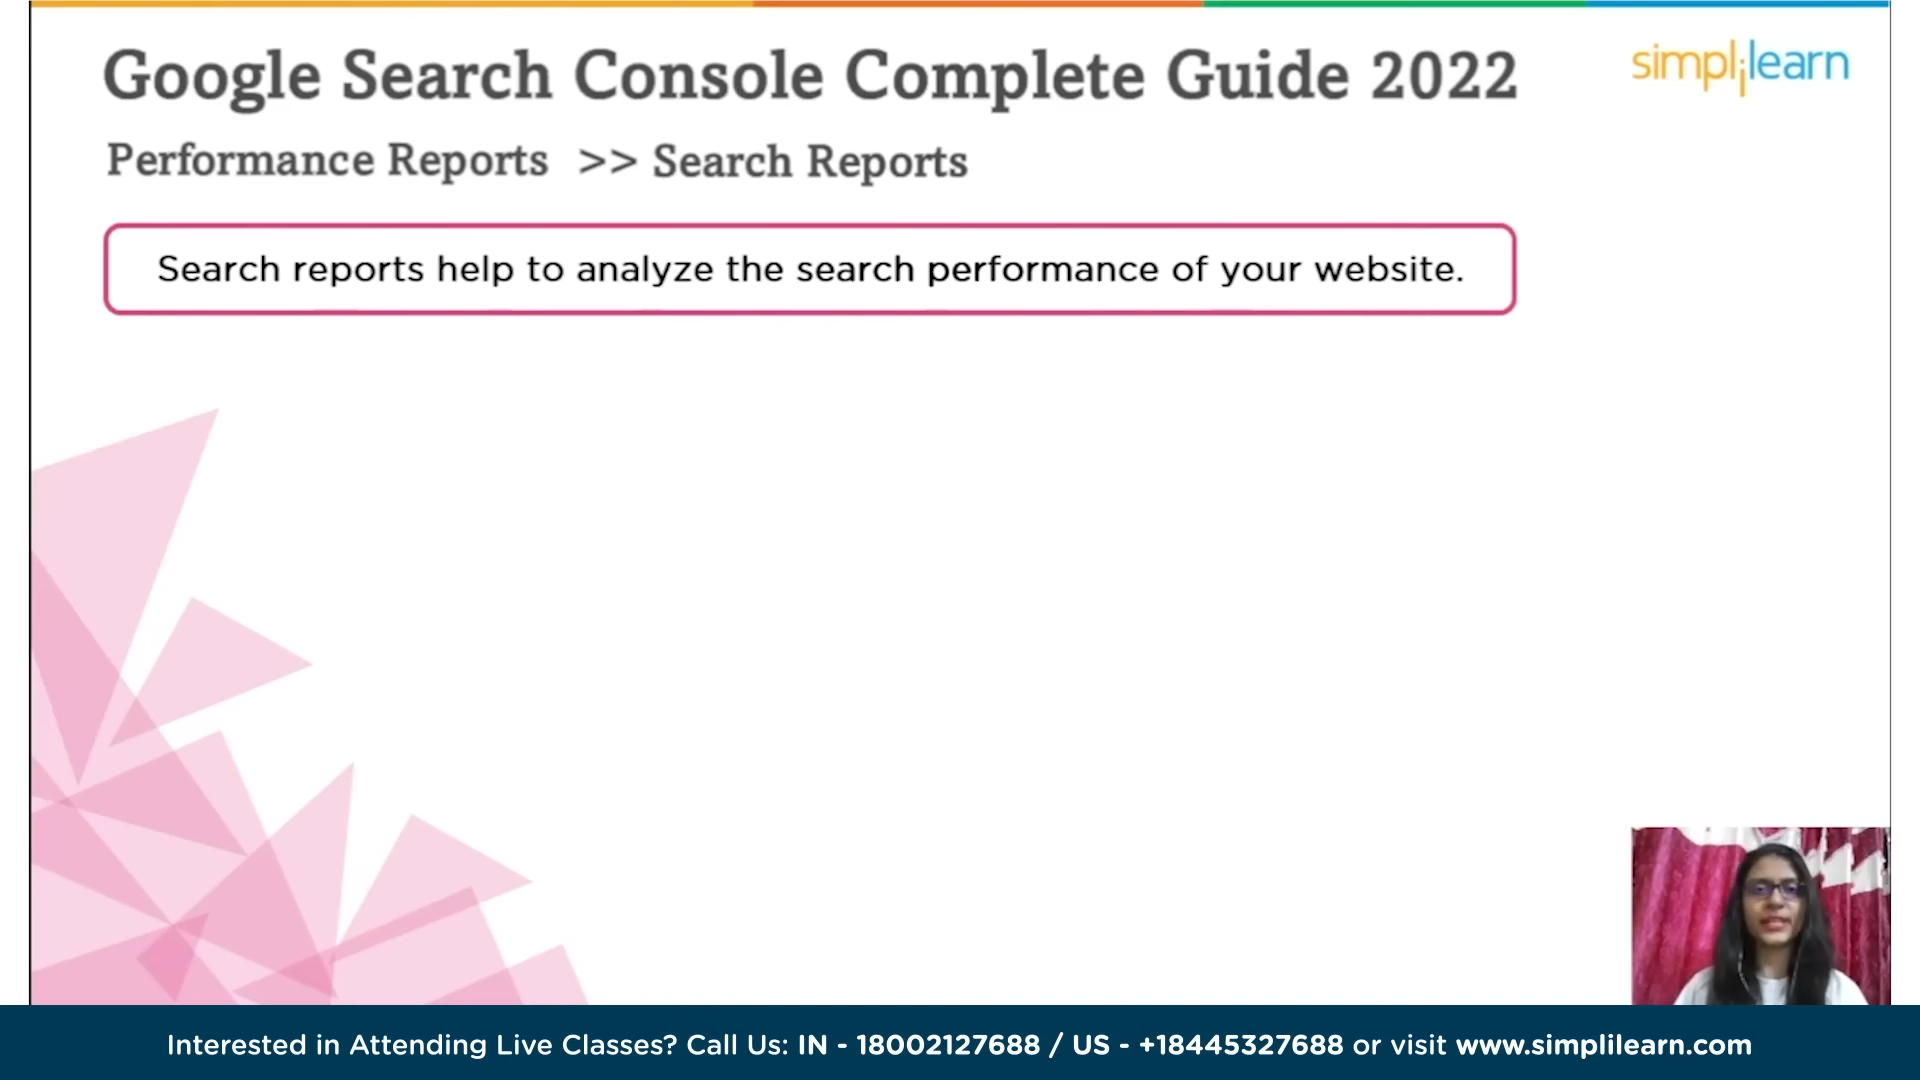 Google Search Console Complete Guide 2022
simplilearn
Performance Reports >> Search Reports
Search reports help to analyze the search performance of your website.
Interested in Attending Live Classes? Call Us: IN - 18002127688 / US - +18445327688 or visit www.simplilearn.com